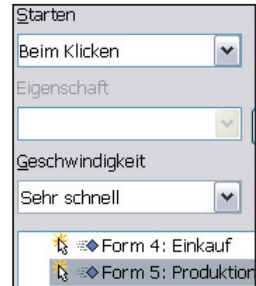 Starten
Beim Klicken
Eigenschaft
Geschwindigkeit
Sehr schnell
Form 4: Einkauf
Form 5: Produktion